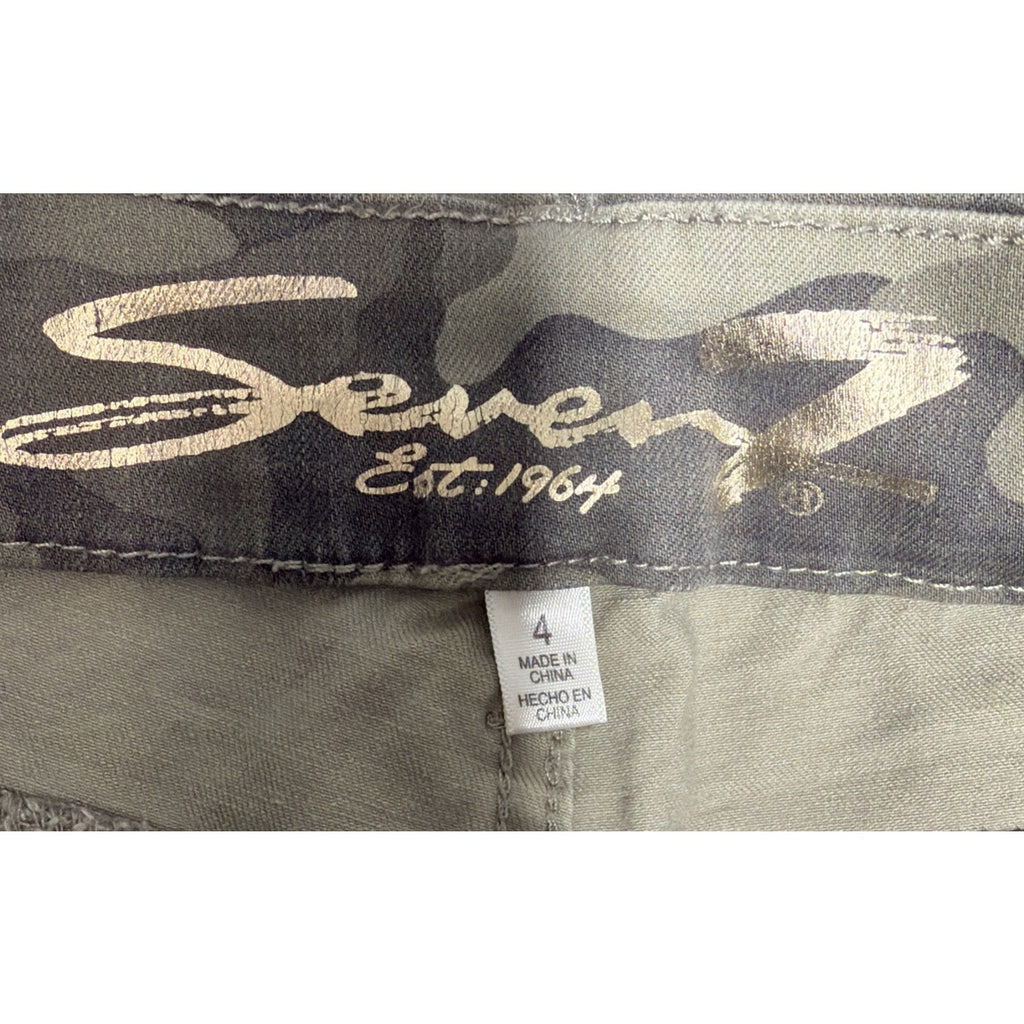 Seven7®
Est: 1964
4
MADE IN
CHINA
HECHO EN
CHINA